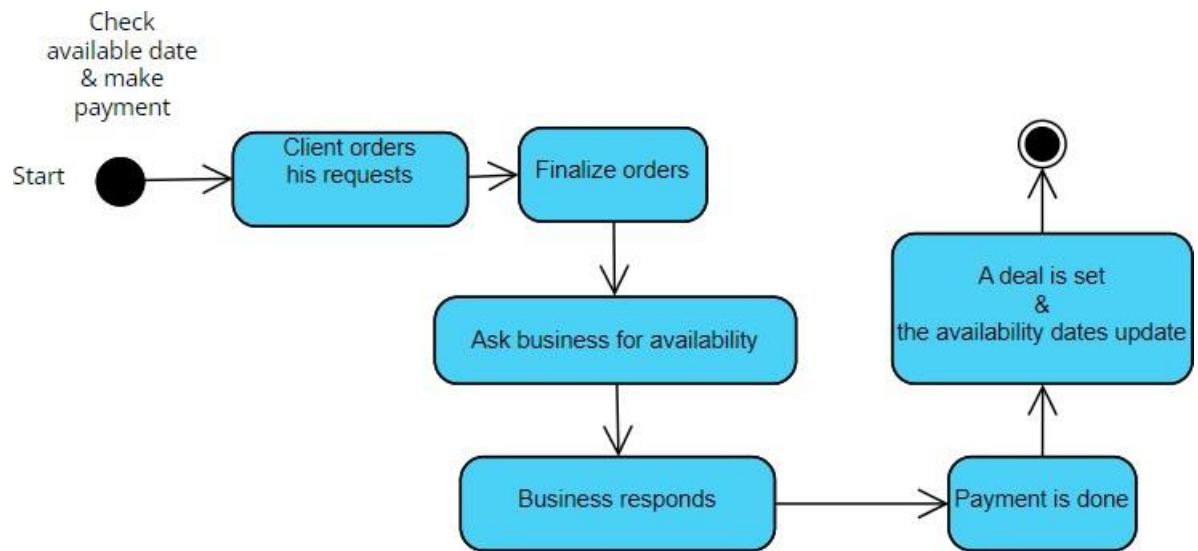 Check
available date
& make
payment
Start
Client orders
his requests
Finalize orders
Ask business for availability
Business responds
Payment is done
A deal is set
&
the availability dates update